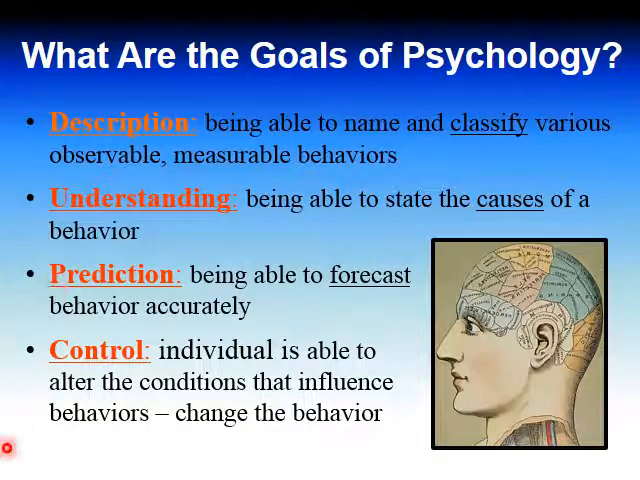 What Are the Goals of Psychology?
• Description: being able to name and classify various
observable, measurable behaviors
• Understanding: being able to state the causes of a
behavior
• Prediction: being able to forecast
behavior accurately
• Control: individual is able to
alter the conditions that influence
behaviors – change the behavior